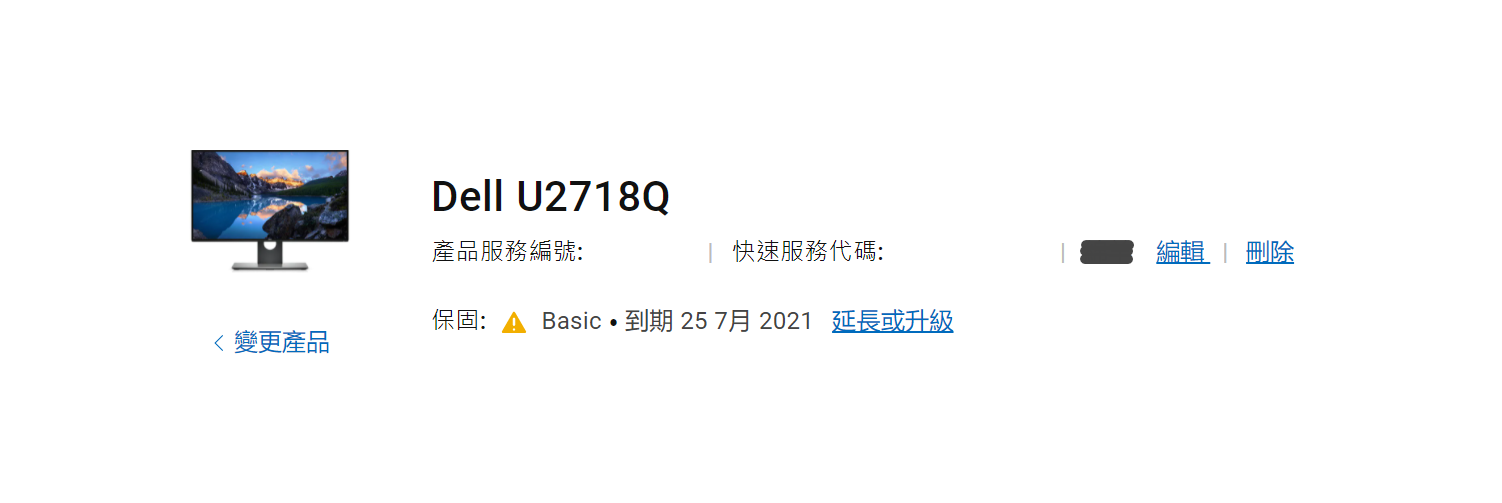 Dell U2718Q
產品服務編號: | 快速服務代碼: | 編輯 | 刪除
保固: Basic • 到期 25 7月 2021 延長或升級
變更產品